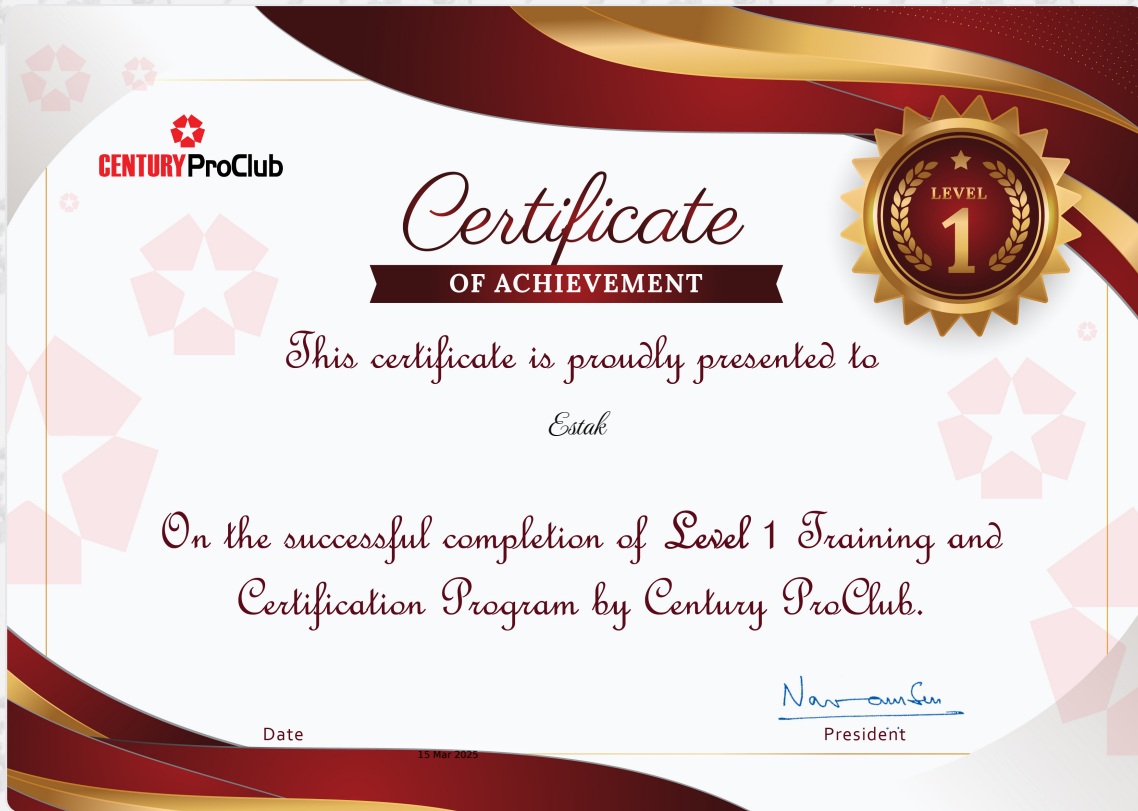 CENTURY ProClub
LEVEL
1
Certificate
OF ACHIEVEMENT
This certificate is proudly presented to
Estak
On the successful completion of Level 1 Training and
Certification Program by Century ProClub.
Date
President
15 Mar 2025